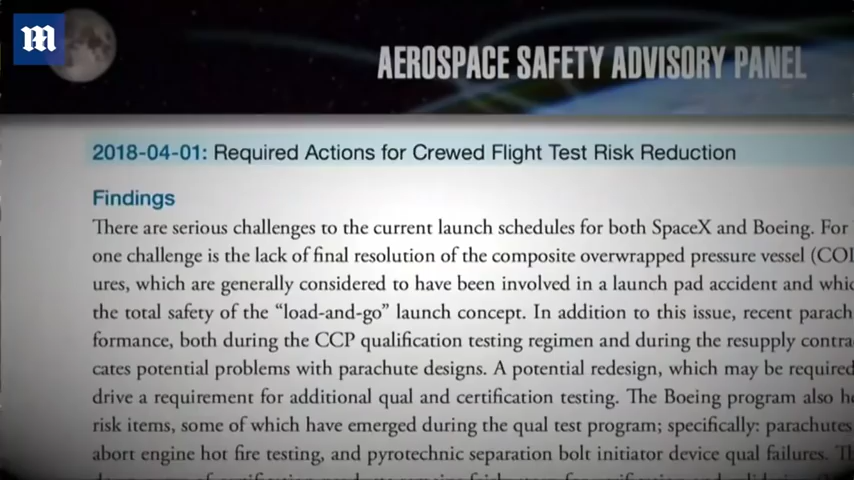 m
AEROSPACE SAFETY ADVISORY PANEL
2018-04-01: Required Actions for Crewed Flight Test Risk Reduction
Findings
There are serious challenges to the current launch schedules for both SpaceX and Boeing. For
one challenge is the lack of final resolution of the composite overwrapped pressure vessel (CO
ures, which are generally considered to have been involved in a launch pad accident and whic
the total safety of the “load-and-go” launch concept. In addition to this issue, recent parach
formance, both during the CCP qualification testing regimen and during the resupply contra
cates potential problems with parachute designs. A potential redesign, which may be required
drive a requirement for additional qual and certification testing. The Boeing program also h
risk items, some of which have emerged during the qual test program; specifically: parachutes
abort engine hot fire testing, and pyrotechnic separation bolt initiator device qual failures.